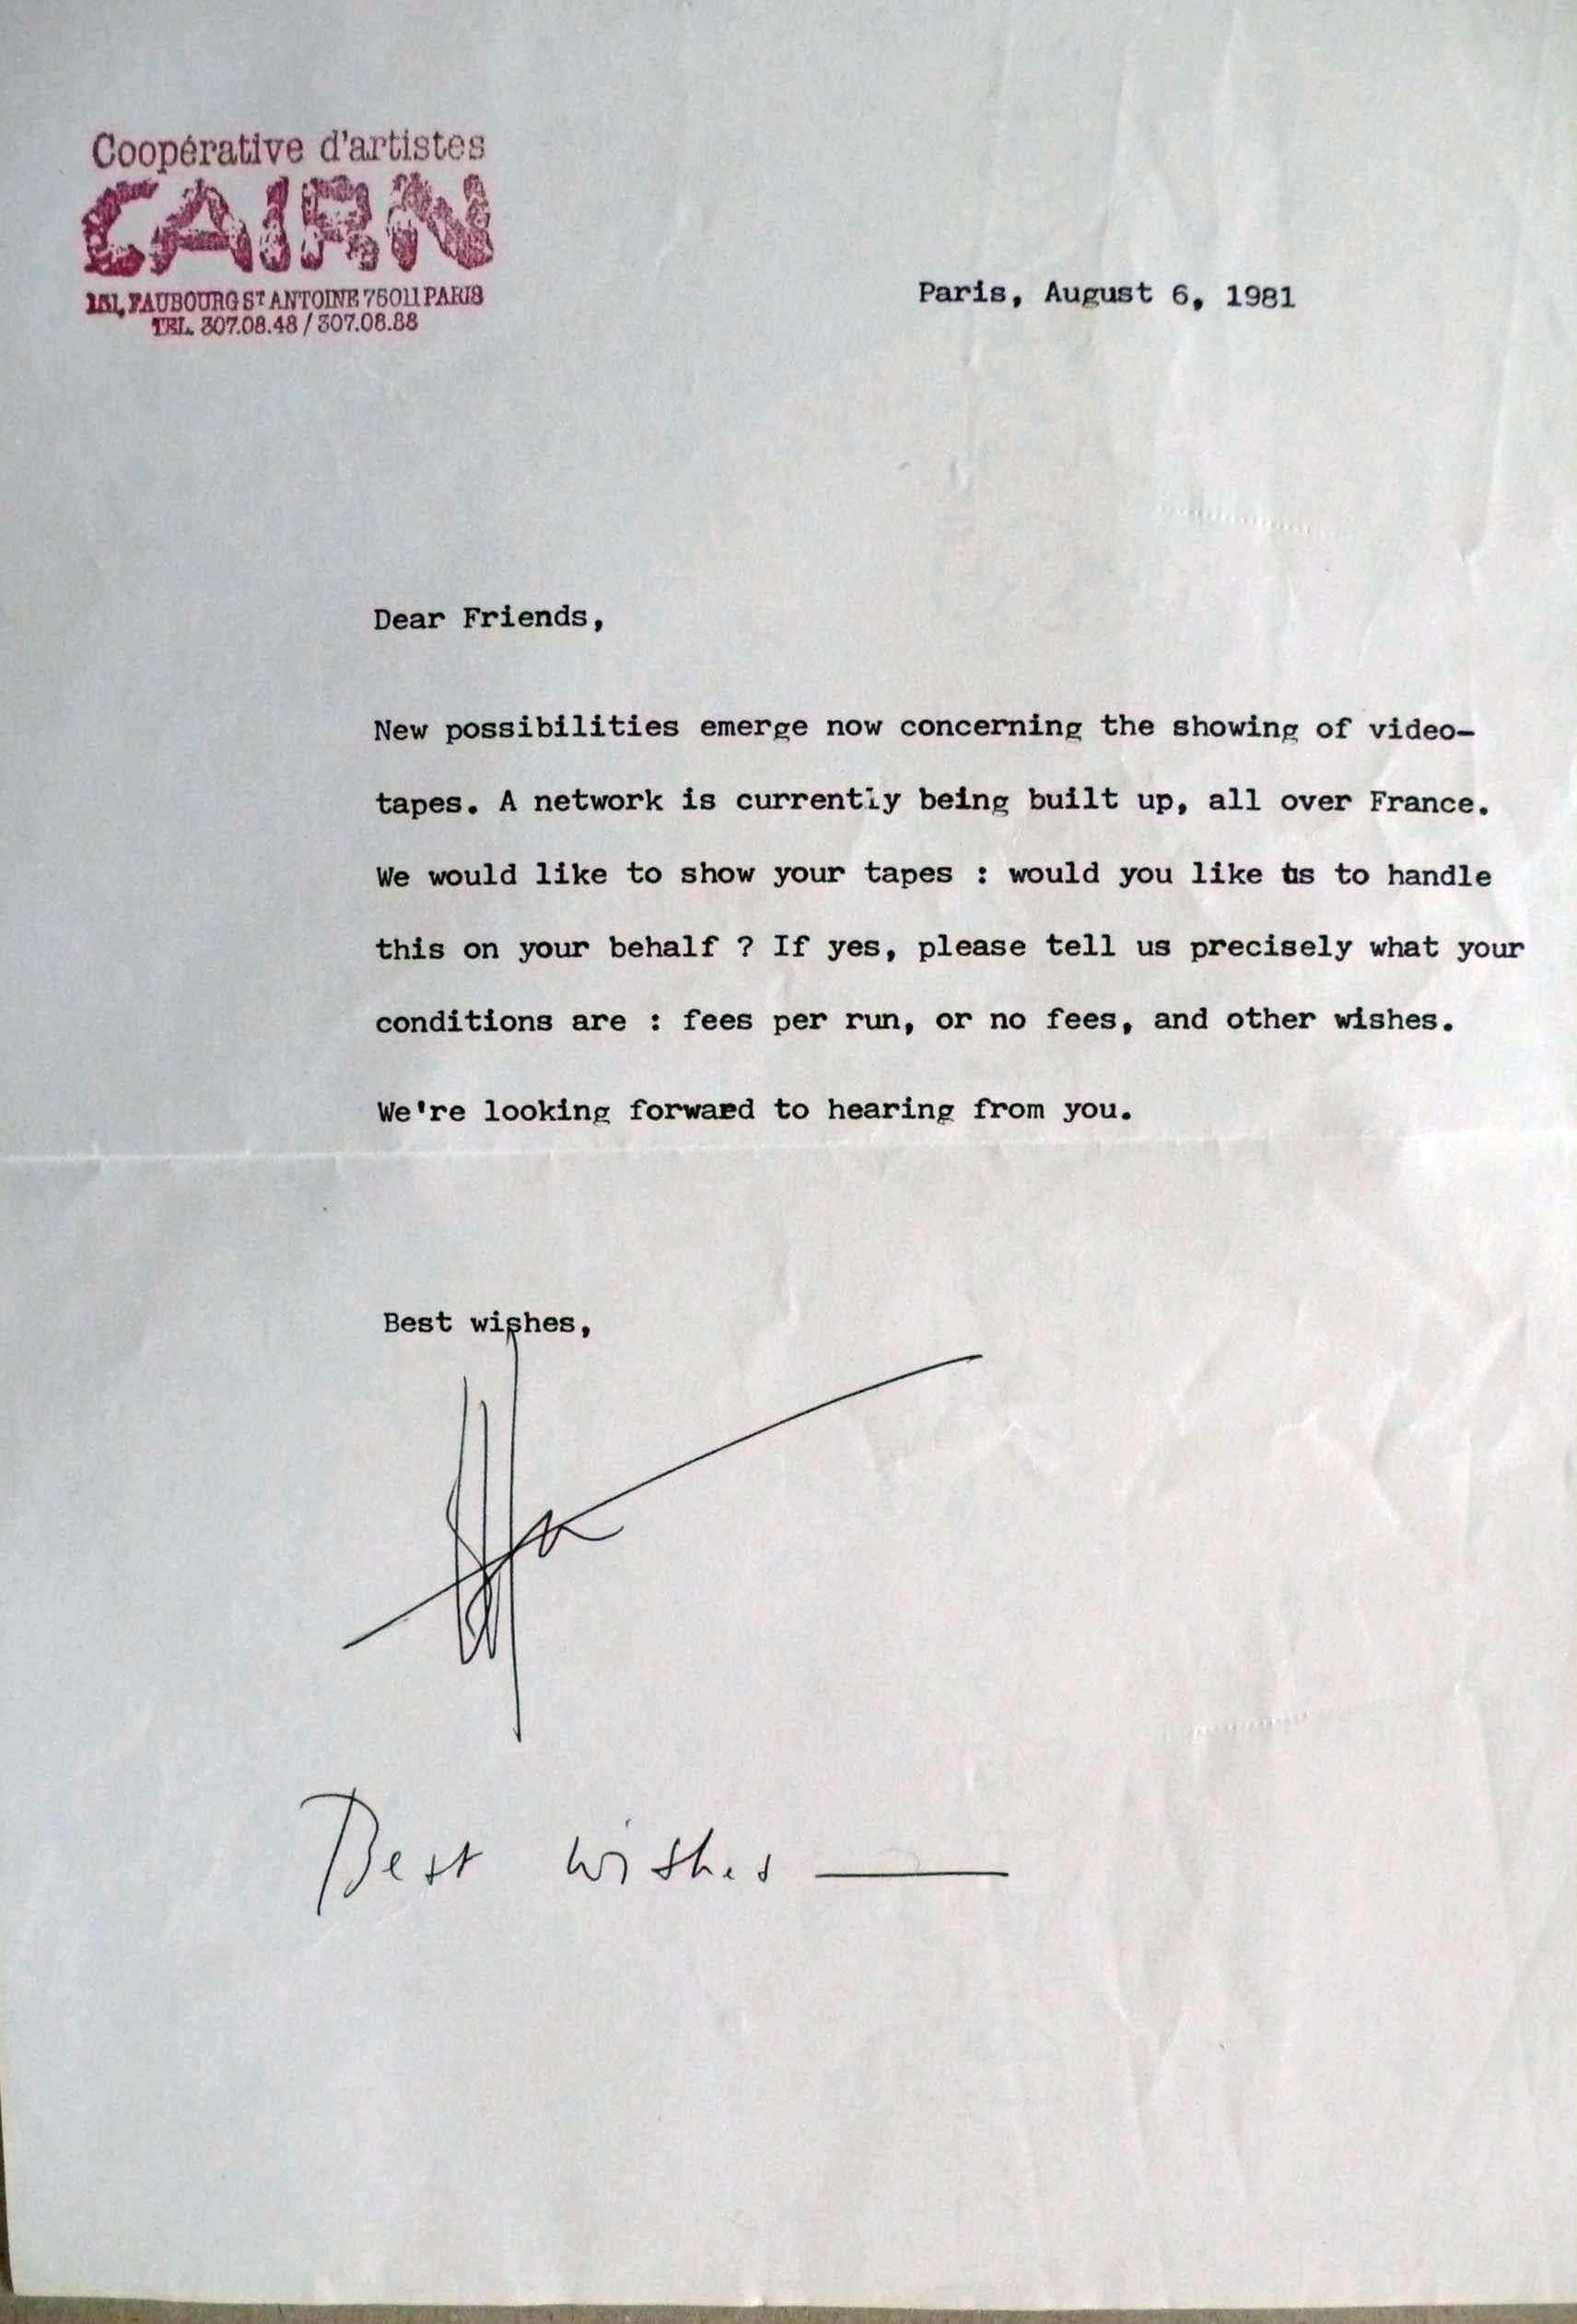 Coopérative d'artistes
CAIRN
151, FAUBOURG ST ANTOINE 75011 PARIS
TEL. 307.08.48 / 307.08.88
Paris, August 6, 1981
Dear Friends,
New possibilities emerge now concerning the showing of video-
tapes. A network is currently being built up, all over France.
We would like to show your tapes : would you like us to handle
this on your behalf ? If yes, please tell us precisely what your
conditions are : fees per run, or no fees, and other wishes.
We're looking forward to hearing from you.
Best wishes,
Best wishes